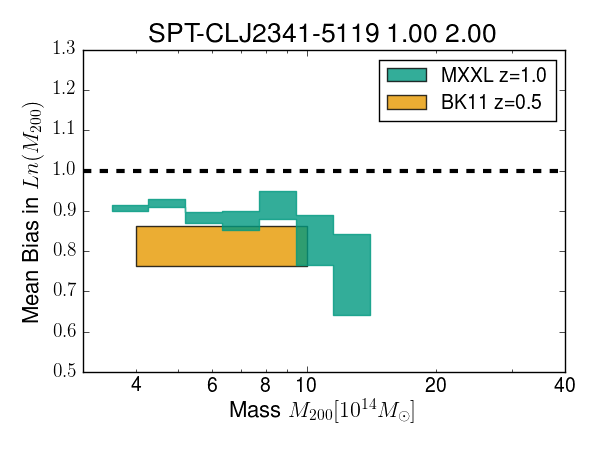 SPT-CLJ2341-5119 1.00 2.00
1.3
1.2
1.1
1.0
0.9
0.8
0.7
0.6
0.5
Mean Bias in Ln(M₂₀₀)
MXXL z=1.0
BK11 z=0.5
4 6 8 10 20 40
Mass M₂₀₀[10¹⁴M☉]